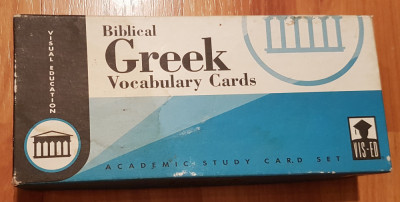 Biblical
Greek
Vocabulary Cards
VISUAL EDUCATION
ACADEMIC STUDY CARD SET
VIS-ED